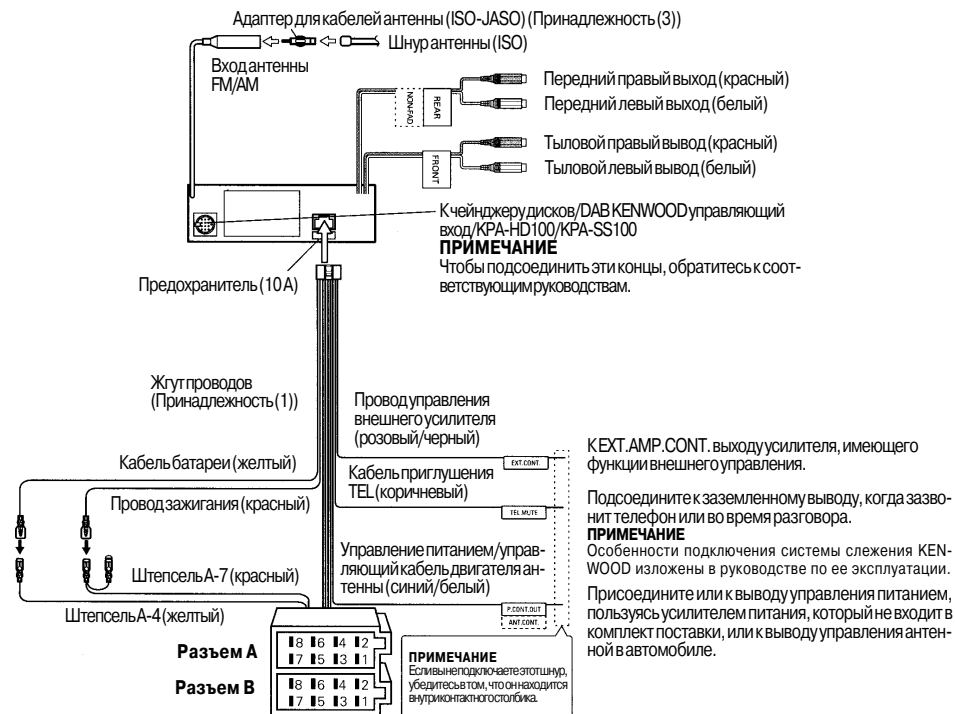 Адаптер для кабелей антенны (ISO-JASO) (Принадлежность (3))
Шнур антенны (ISO)
Вход антенны
FM/AM
REAR
NON-FAD
Передний правый выход (красный)
Передний левый выход (белый)
FRONT
Тыловой правый вывод (красный)
Тыловой левый вывод (белый)
К чейнджеру дисков/DAB KENWOOD управляющий
вход/KPA-HD100/KPA-SS100
ПРИМЕЧАНИЕ
Чтобы подсоединить эти концы, обратитесь к соот-
ветствующим руководствам.
Предохранитель (10 A)
Жгут проводов
(Принадлежность (1))
Провод управления
внешнего усилителя
(розовый/черный)
EXT.CONT.
К EXT.AMP.CONT. выходу усилителя, имеющего
функции внешнего управления.
Кабель батареи (желтый)
Кабель приглушения
TEL (коричневый)
TEL MUTE
Провод зажигания (красный)
Подсоедините к заземленному выводу, когда зазво-
нит телефон или во время разговора.
ПРИМЕЧАНИЕ
Особенности подключения системы слежения KEN-
WOOD изложены в руководстве по ее эксплуатации.
Управление питанием/управ-
ляющий кабель двигателя ан-
тенны (синий/белый)
P.CONT.OUT
ANT.CONT.
Присоедините или к выводу управления питанием,
пользуясь усилителем питания, который не входит в
комплект поставки, или к выводу управления антен-
ной в автомобиле.
Штепсель A-7 (красный)
Штепсель A-4 (желтый)
Разъем A
8 6 4 2
7 5 3 1
Разъем B
8 6 4 2
7 5 3 1
ПРИМЕЧАНИЕ
Если вы не подключаете этот шнур,
убедитесь в том, что он находится
внутри контактного столбика.